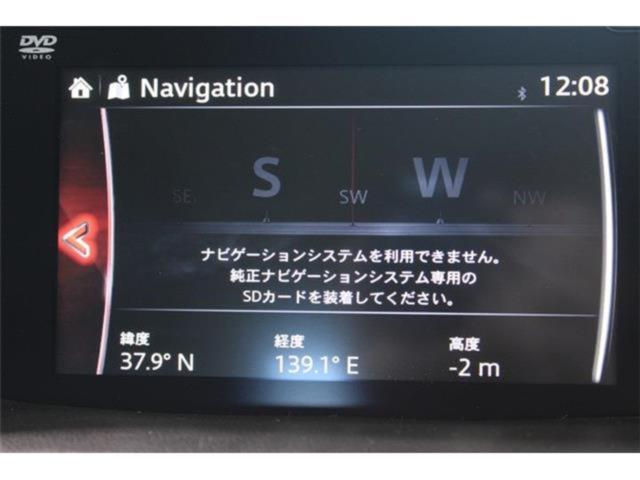 DVD
VIDEO
Navigation
12:08
SE
S
SW
W
NW
ナビゲーションシステムを利用できません。
純正ナビゲーションシステム専用の
SDカードを装着してください。
緯度
経度
高度
37.9° N
139.1° E
-2 m